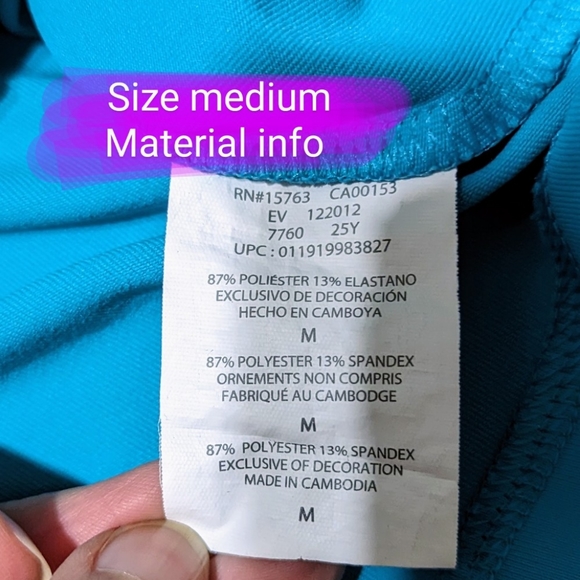 Size medium
Material info
RN#15763 CA00153
EV 122012
7760 25Y
UPC : 011919983827
87% POLIÉSTER 13% ELASTANO
EXCLUSIVO DE DECORACIÓN
HECHO EN CAMBOYA
M
87% POLYESTER 13% SPANDEX
ORNEMENTS NON COMPRIS
FABRIQUÉ AU CAMBODGE
M
87% POLYESTER 13% SPANDEX
EXCLUSIVE OF DECORATION
MADE IN CAMBODIA
M